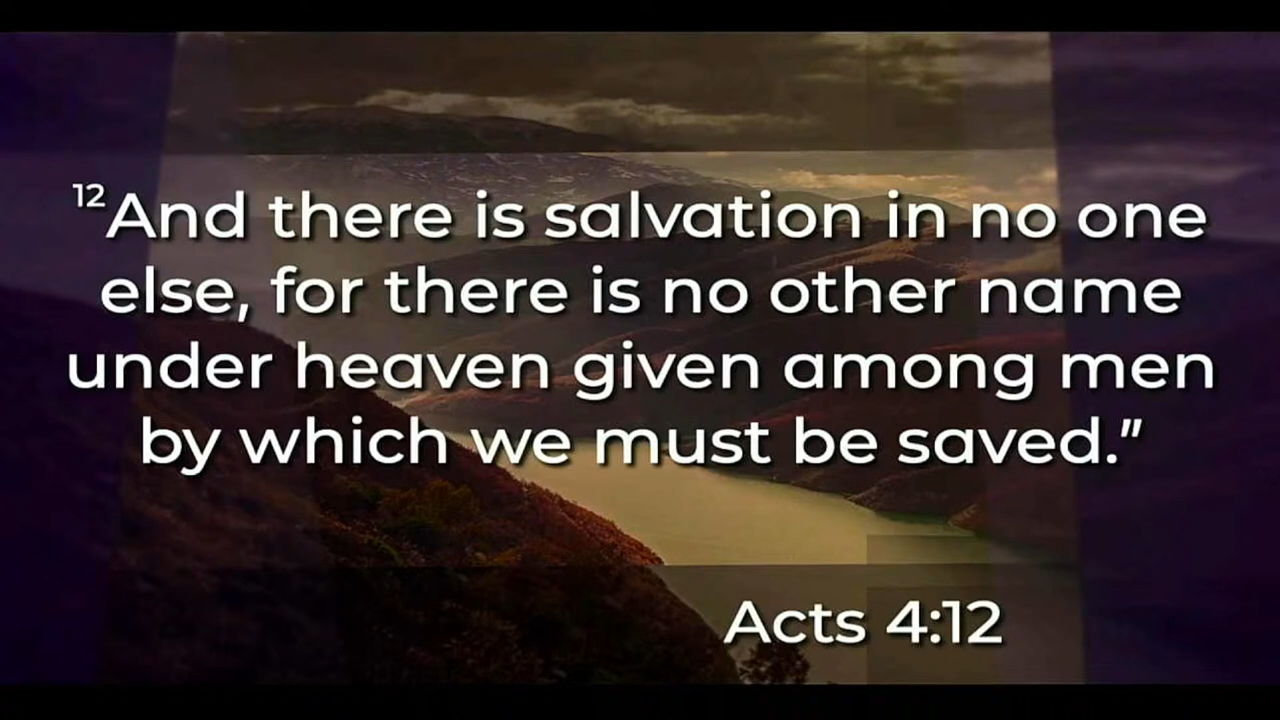 12And there is salvation in no one
else, for there is no other name
under heaven given among men
by which we must be saved.”
Acts 4:12